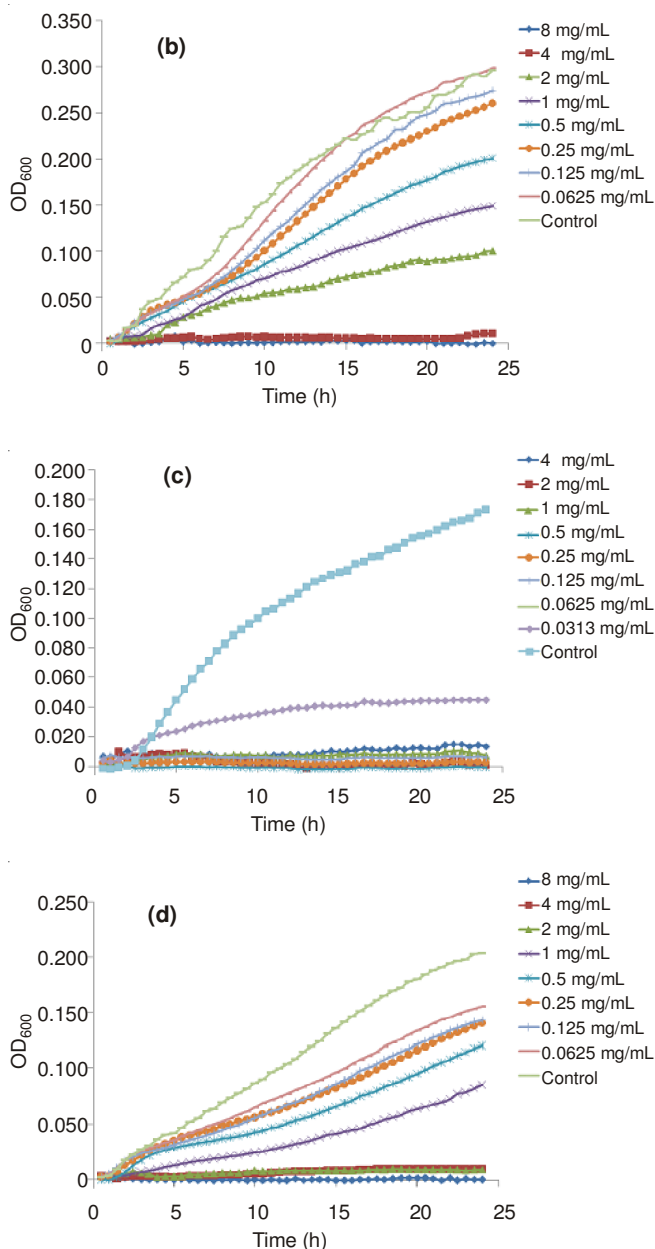 (b)
0.350
0.300
0.250
0.200
0.150
0.100
0.050
0
OD600
0 5 10 15 20 25
Time (h)
8 mg/mL
4 mg/mL
2 mg/mL
1 mg/mL
0.5 mg/mL
0.25 mg/mL
0.125 mg/mL
0.0625 mg/mL
Control
(c)
0.200
0.180
0.160
0.140
0.120
0.100
0.080
0.060
0.040
0.020
0
OD600
0 5 10 15 20 25
Time (h)
4 mg/mL
2 mg/mL
1 mg/mL
0.5 mg/mL
0.25 mg/mL
0.125 mg/mL
0.0625 mg/mL
0.0313 mg/mL
Control
(d)
0.250
0.200
0.150
0.100
0.050
0
OD600
0 5 10 15 20 25
Time (h)
8 mg/mL
4 mg/mL
2 mg/mL
1 mg/mL
0.5 mg/mL
0.25 mg/mL
0.125 mg/mL
0.0625 mg/mL
Control